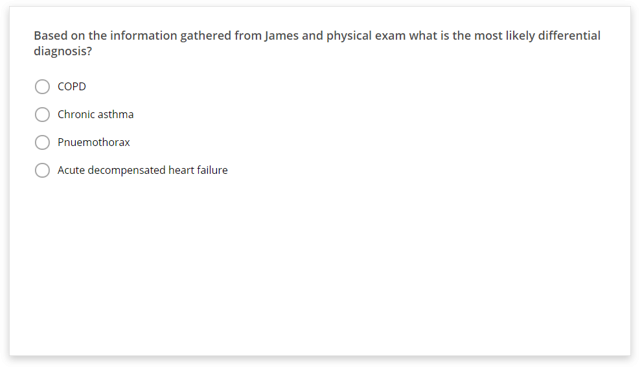 Based on the information gathered from James and physical exam what is the most likely differential
diagnosis?
COPD
Chronic asthma
Pnuemothorax
Acute decompensated heart failure